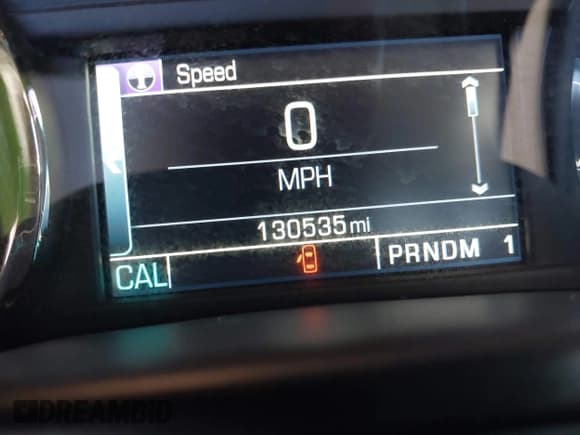 Speed
0
MPH
130535 mi
CAL
PRNDM 1
DREAMBID